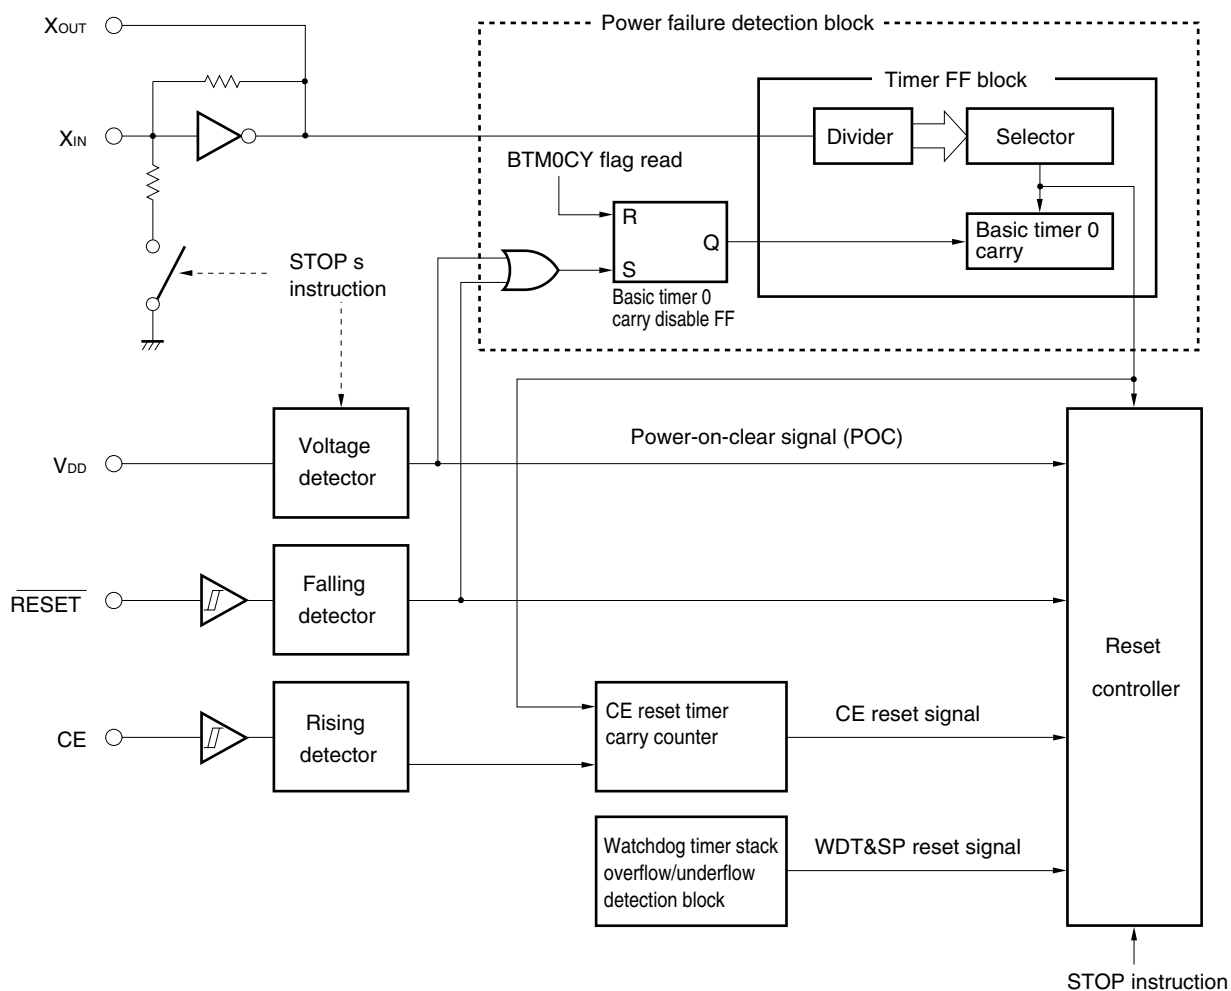 XOUT
Power failure detection block
Timer FF block
XIN
Divider
Selector
BTM0CY flag read
R
Q
S
Basic timer 0
carry
Basic timer 0
carry disable FF
STOP s
instruction
VDD
Voltage
detector
Power-on-clear signal (POC)
RESET
Falling
detector
Reset
controller
CE
Rising
detector
CE reset timer
carry counter
CE reset signal
Watchdog timer stack
overflow/underflow
detection block
WDT&SP reset signal
STOP instruction